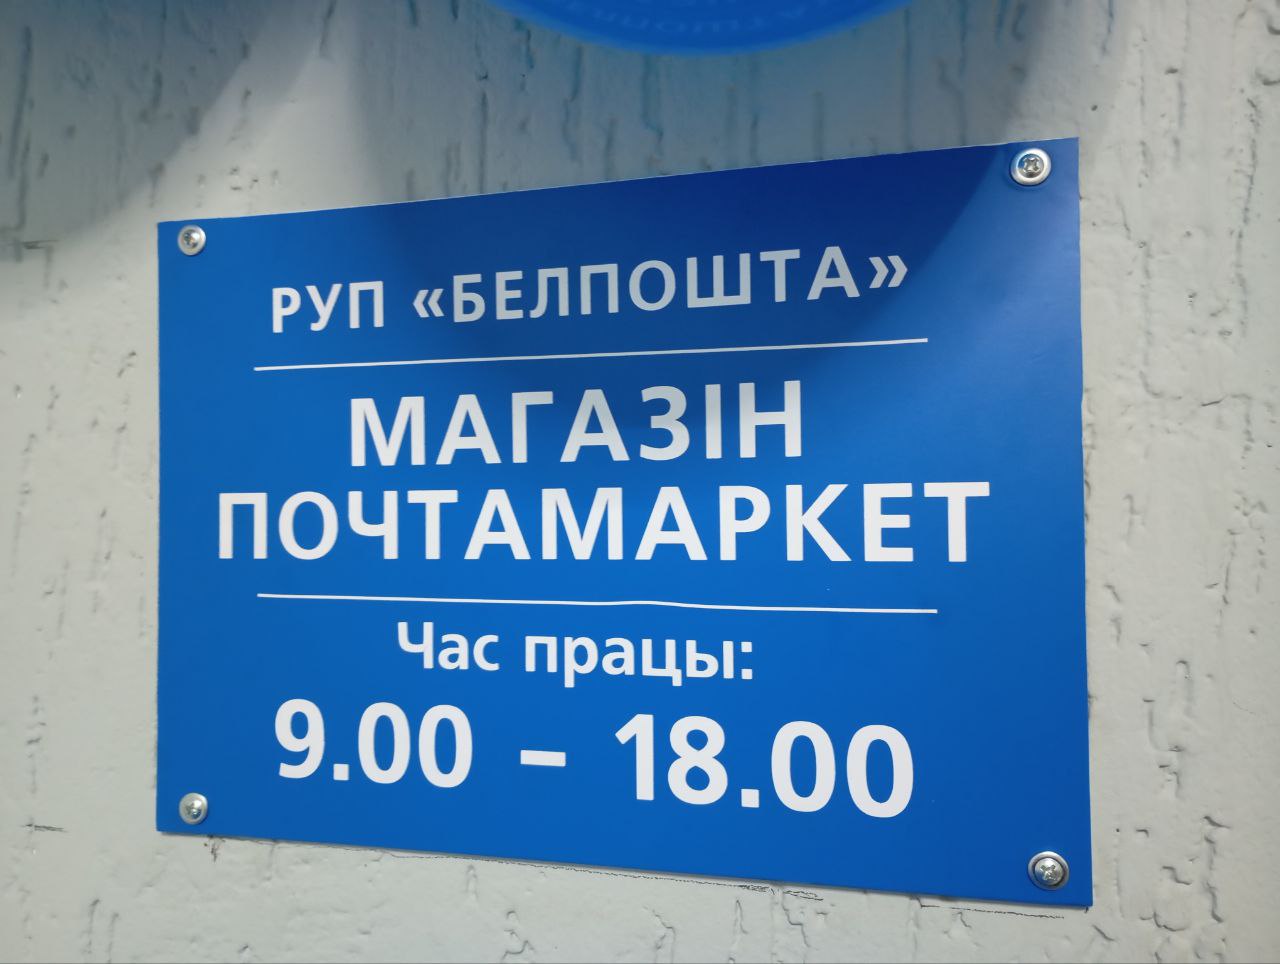 РУП «БЕЛПОШТА»
МАГАЗІН
ПОЧТАМАРКЕТ
Час працы:
9.00 – 18.00